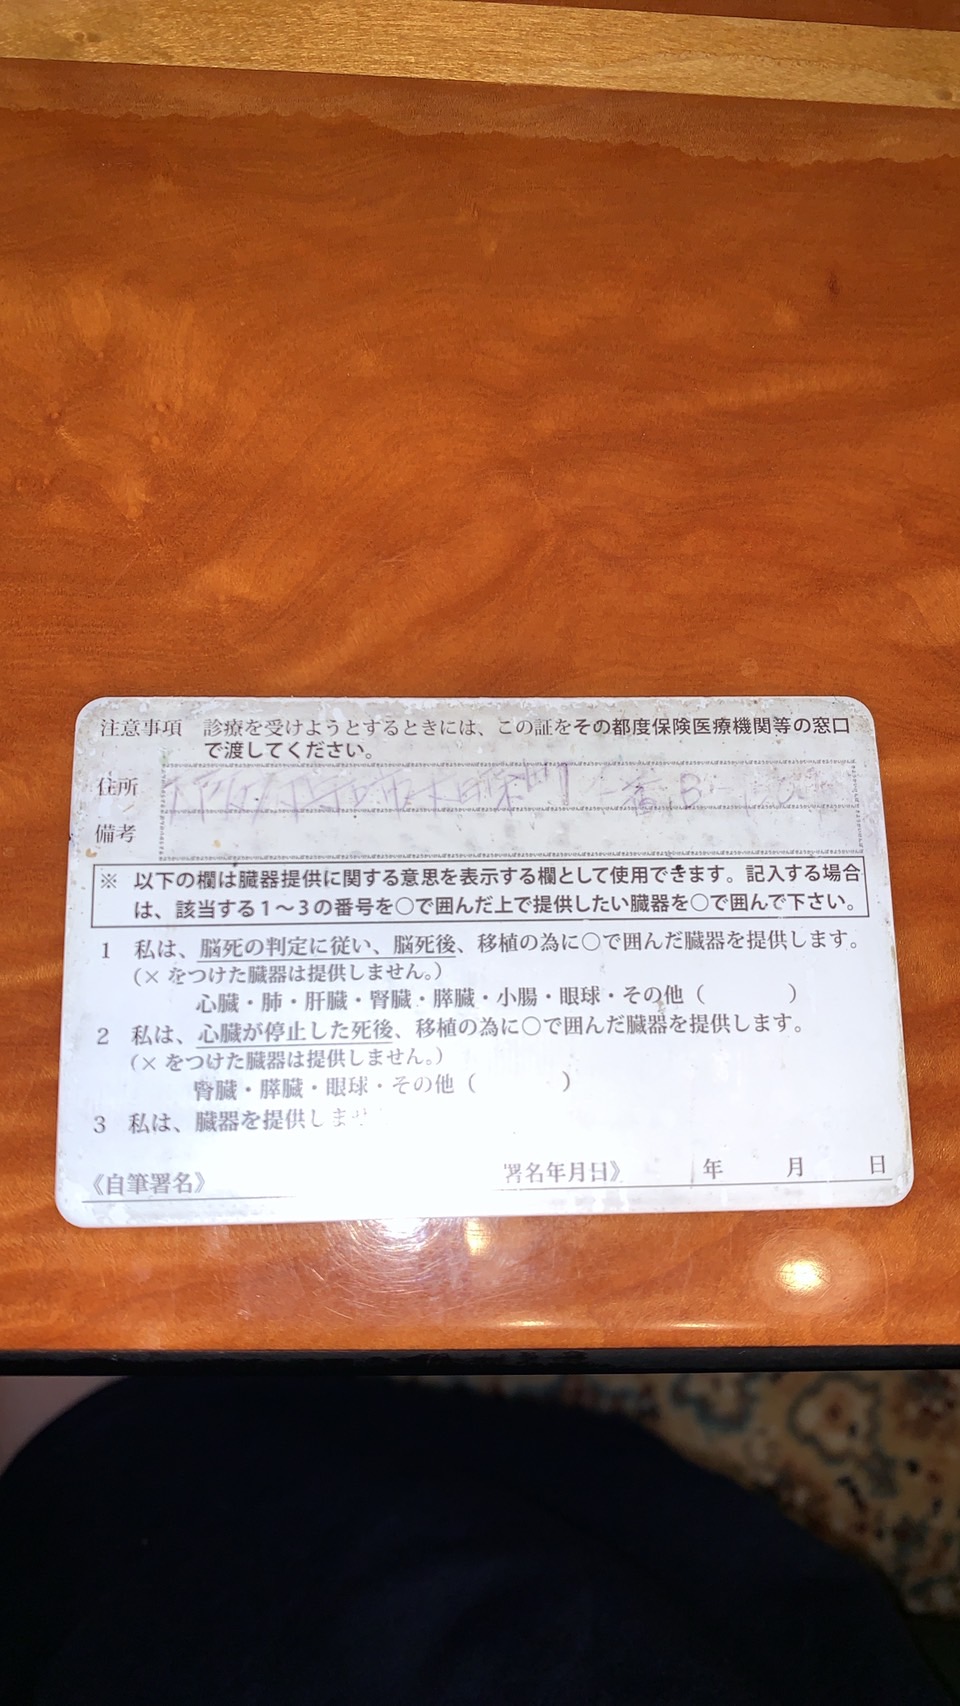 注意事項 診療を受けようとするときには、この証をその都度保険医療機関等の窓口
で渡してください。
住所
備考
※ 以下の欄は臓器提供に関する意思を表示する欄として使用できます。記入する場合
は、該当する1～3の番号を○で囲んだ上で提供したい臓器を○で囲んで下さい。
1 私は、脳死の判定に従い、脳死後、移植の為に○で囲んだ臓器を提供します。
（×をつけた臓器は提供しません。）
心臓・肺・肝臓・腎臓・膵臓・小腸・眼球・その他（ ）
2 私は、心臓が停止した死後、移植の為に○で囲んだ臓器を提供します。
（×をつけた臓器は提供しません。）
腎臓・膵臓・眼球・その他（ ）
3 私は、臓器を提供しませ
《自筆署名》 署名年月日》 年 月 日